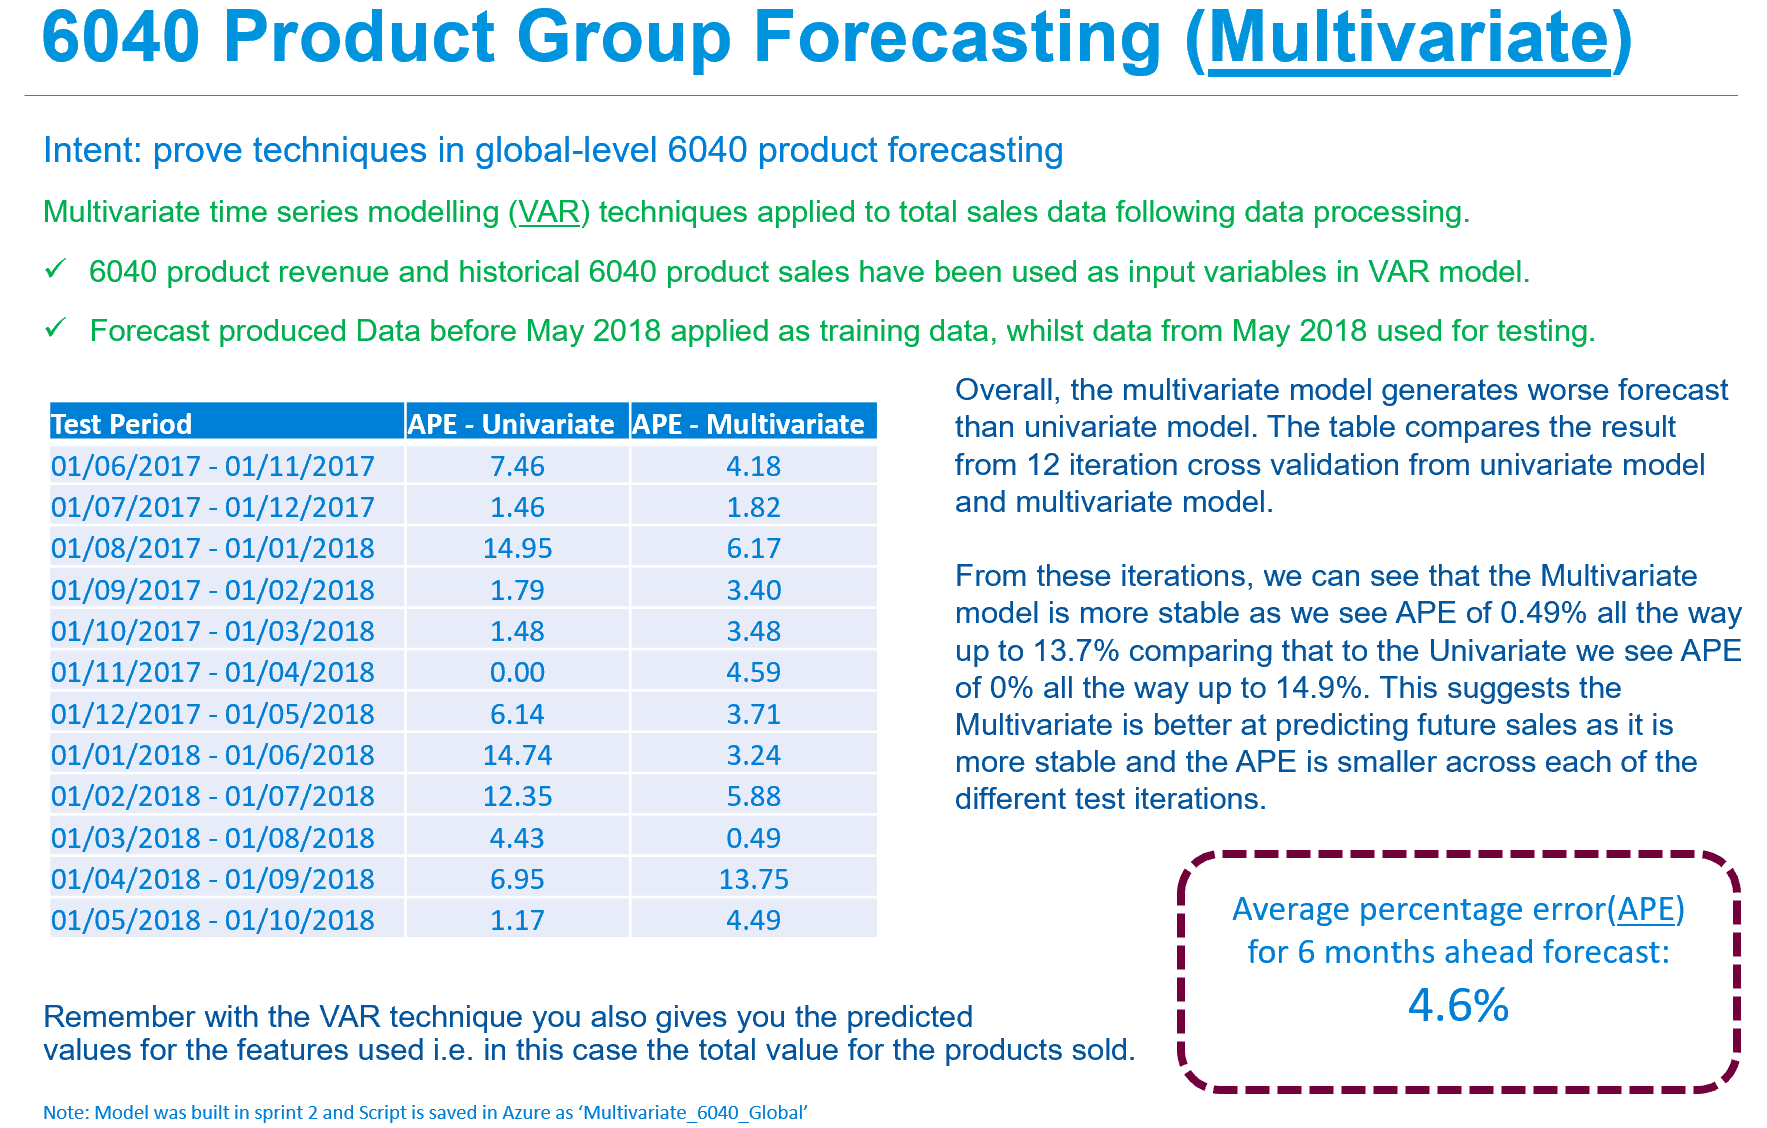 6040 Product Group Forecasting (Multivariate)
Intent: prove techniques in global-level 6040 product forecasting
Multivariate time series modelling (VAR) techniques applied to total sales data following data processing.
✓ 6040 product revenue and historical 6040 product sales have been used as input variables in VAR model.
✓ Forecast produced Data before May 2018 applied as training data, whilst data from May 2018 used for testing.
Test Period APE - Univariate APE - Multivariate
01/06/2017 - 01/11/2017 7.46 4.18
01/07/2017 - 01/12/2017 1.46 1.82
01/08/2017 - 01/01/2018 14.95 6.17
01/09/2017 - 01/02/2018 1.79 3.40
01/10/2017 - 01/03/2018 1.48 3.48
01/11/2017 - 01/04/2018 0.00 4.59
01/12/2017 - 01/05/2018 6.14 3.71
01/01/2018 - 01/06/2018 14.74 3.24
01/02/2018 - 01/07/2018 12.35 5.88
01/03/2018 - 01/08/2018 4.43 0.49
01/04/2018 - 01/09/2018 6.95 13.75
01/05/2018 - 01/10/2018 1.17 4.49
Overall, the multivariate model generates worse forecast
than univariate model. The table compares the result
from 12 iteration cross validation from univariate model
and multivariate model.
From these iterations, we can see that the Multivariate
model is more stable as we see APE of 0.49% all the way
up to 13.7% comparing that to the Univariate we see APE
of 0% all the way up to 14.9%. This suggests the
Multivariate is better at predicting future sales as it is
more stable and the APE is smaller across each of the
different test iterations.
Average percentage error(APE)
for 6 months ahead forecast:
4.6%
Remember with the VAR technique you also gives you the predicted
values for the features used i.e. in this case the total value for the products sold.
Note: Model was built in sprint 2 and Script is saved in Azure as ‘Multivariate_6040_Global’